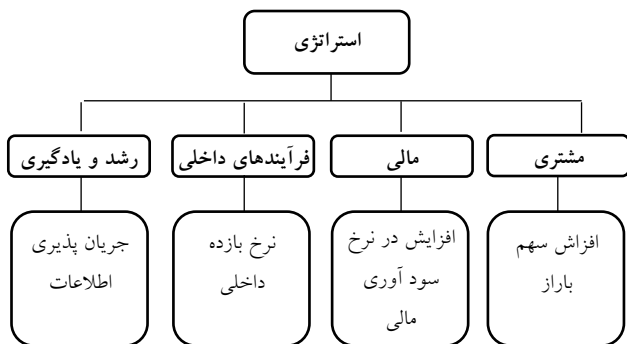 استراتژی
مشتری
مالی
فرآیندهای داخلی
رشد و یادگیری
افزاش سهم
باراز
افزایش در نرخ
سود آوری
مالی
نرخ بازده
داخلی
جریان پذیری
اطلاعات